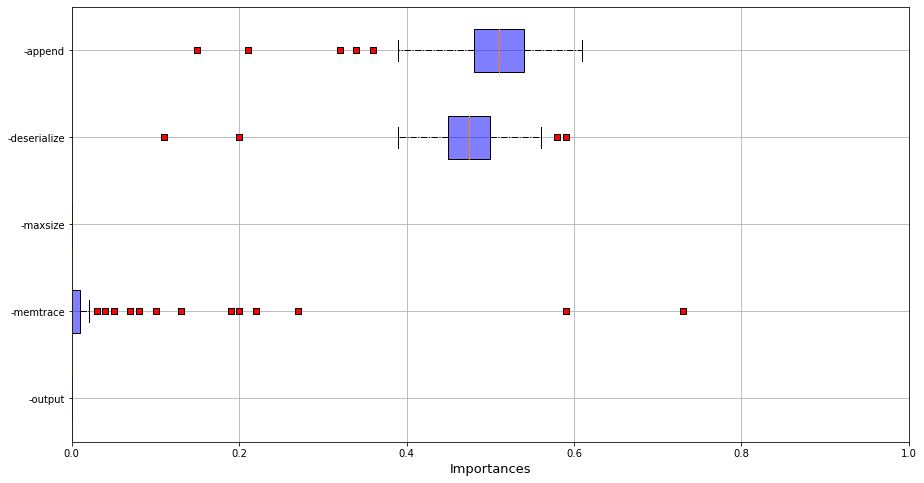 -append
-deserialize
-maxsize
-memtrace
-output
0.0 0.2 0.4 0.6 0.8 1.0
Importances